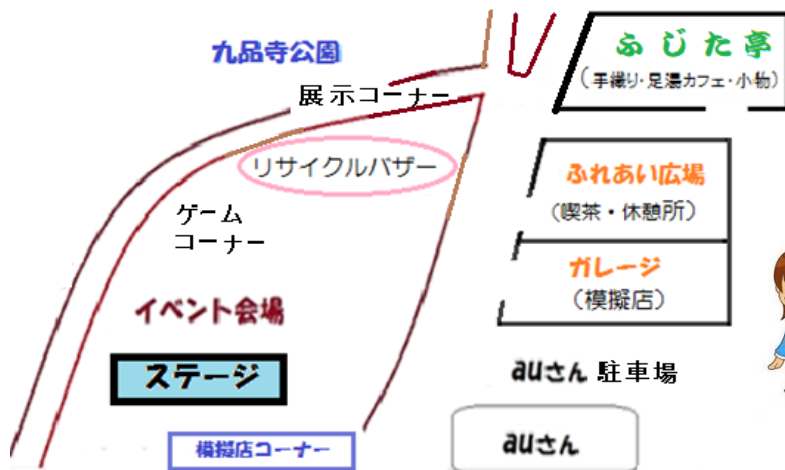 九品寺公園
ふじた亭
(手織り・足湯カフェ・小物)
展示コーナー
リサイクルバザー
ふれあい広場
(喫茶・休憩所)
ゲーム
コーナー
ガレージ
(模擬店)
イベント会場
ステージ
auさん 駐車場
模擬店コーナー
auさん